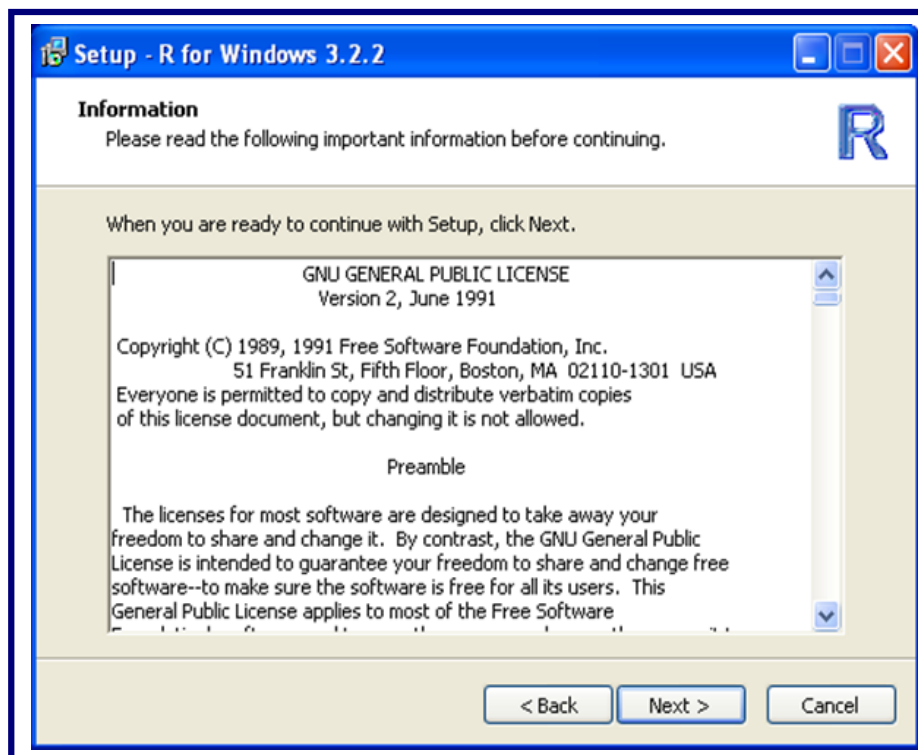 Setup - R for Windows 3.2.2
Information
Please read the following important information before continuing.
R
When you are ready to continue with Setup, click Next.
GNU GENERAL PUBLIC LICENSE
Version 2, June 1991
Copyright (C) 1989, 1991 Free Software Foundation, Inc.
51 Franklin St, Fifth Floor, Boston, MA 02110-1301 USA
Everyone is permitted to copy and distribute verbatim copies
of this license document, but changing it is not allowed.
Preamble
The licenses for most software are designed to take away your
freedom to share and change it. By contrast, the GNU General Public
License is intended to guarantee your freedom to share and change free
software--to make sure the software is free for all its users. This
General Public License applies to most of the Free Software
< Back
Next >
Cancel